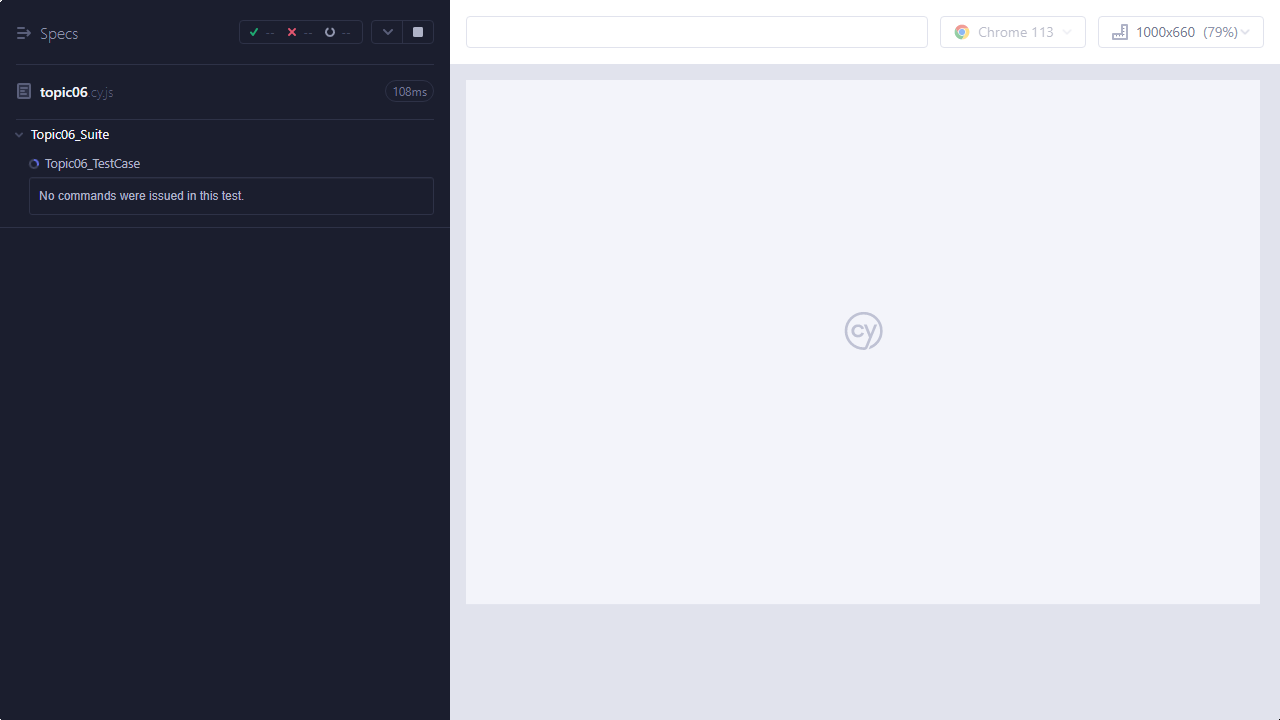 Specs
--
--
--
Chrome 113
1000x660 (79%)
topic06.cy.js
108ms
Topic06_Suite
Topic06_TestCase
No commands were issued in this test.
cy